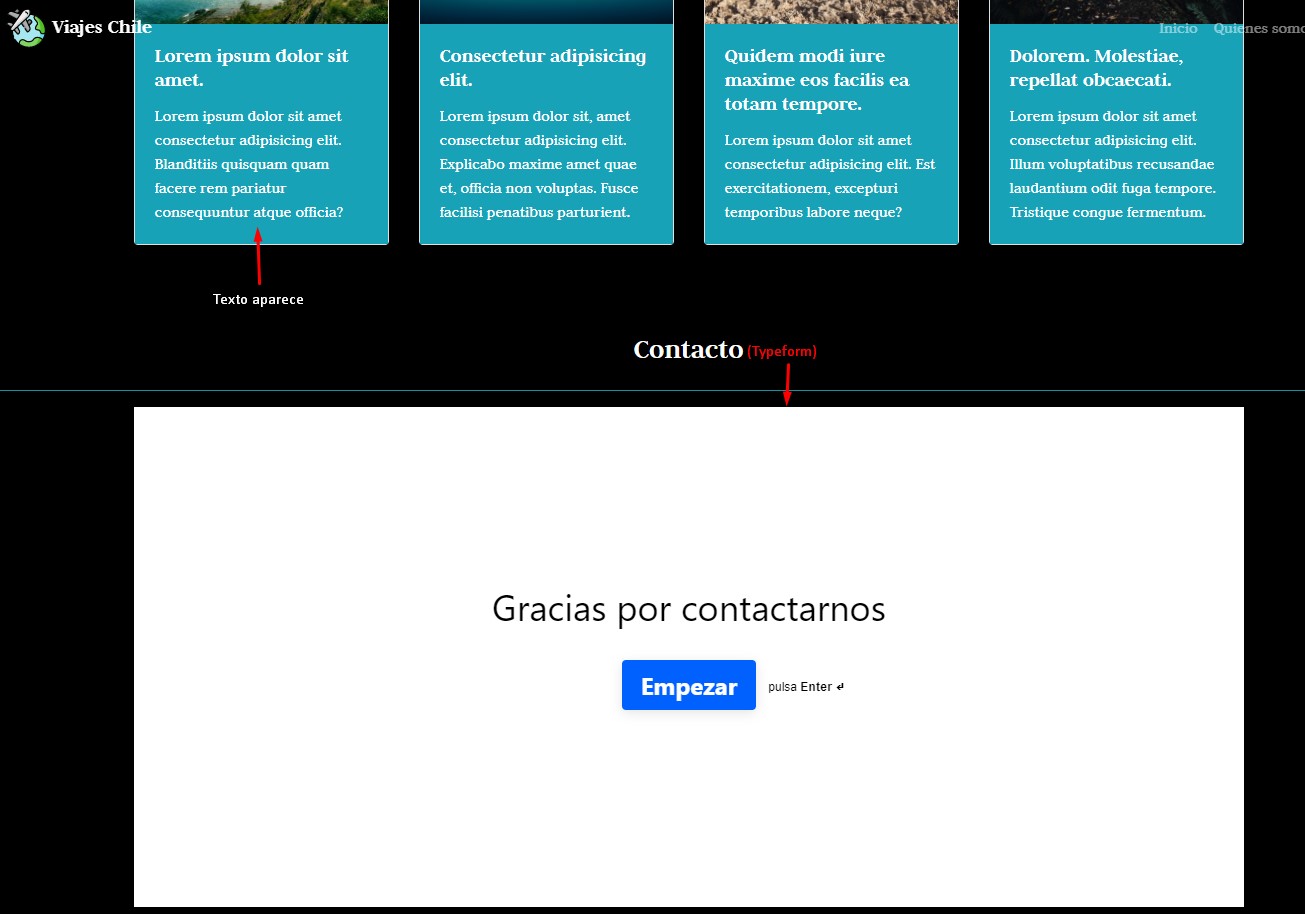 Viajes Chile
Inicio Quienes somo
Lorem ipsum dolor sit
amet.
Lorem ipsum dolor sit amet
consectetur adipisicing elit.
Blanditiis quisquam quam
facere rem pariatur
consequuntur atque officia?
Consectetur adipisicing
elit.
Lorem ipsum dolor sit, amet
consectetur adipisicing elit.
Explicabo maxime amet quae
et, officia non voluptas. Fusce
facilisi penatibus parturient.
Quidem modi iure
maxime eos facilis ea
totam tempore.
Lorem ipsum dolor sit amet
consectetur adipisicing elit. Est
exercitationem, excepturi
temporibus labore neque?
Dolorem. Molestiae,
repellat obcaecati.
Lorem ipsum dolor sit amet
consectetur adipisicing elit.
Illum voluptatibus recusandae
laudantium odit fuga tempore.
Tristique congue fermentum.
Texto aparece
Contacto (Typeform)
Gracias por contactarnos
Empezar pulsa Enter ↵